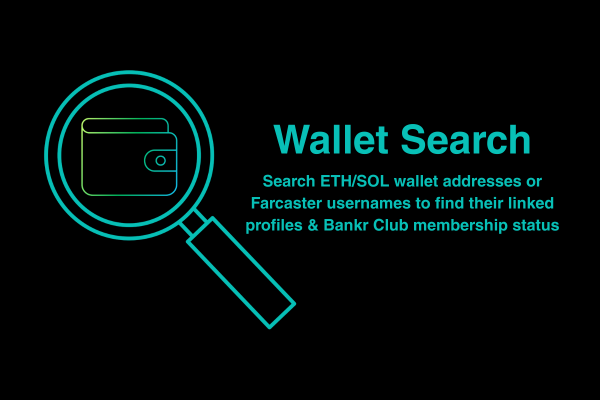 Wallet Search
Search ETH/SOL wallet addresses or
Farcaster usernames to find their linked
profiles & Bankr Club membership status